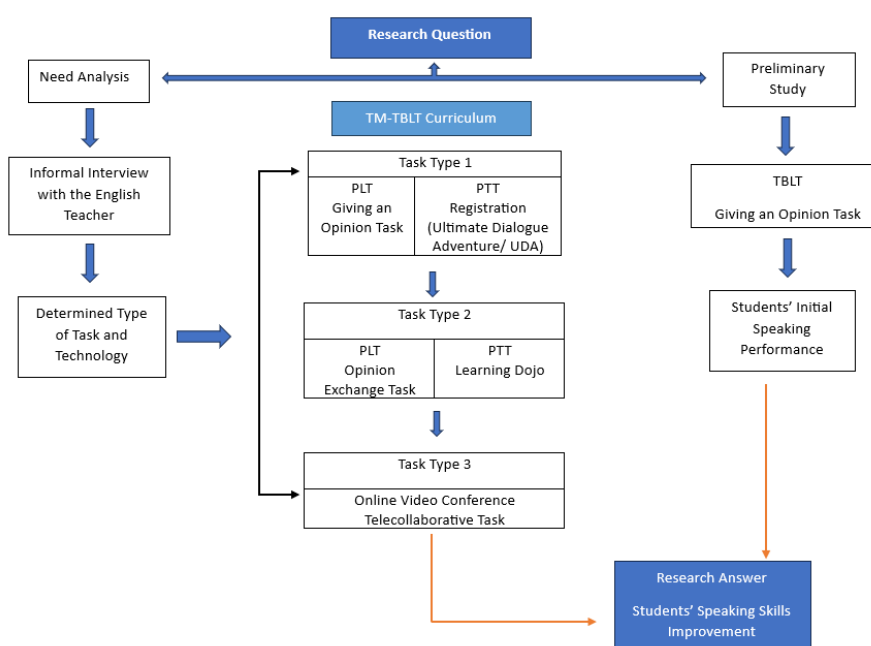 Research Question
Need Analysis
Preliminary
Study
TM-TBLT Curriculum
Informal Interview
with the English
Teacher
Determined Type
of Task and
Technology
Task Type 1
PLT
Giving an
Opinion Task
PTT
Registration
(Ultimate Dialogue
Adventure/ UDA)
Task Type 2
PLT
Opinion
Exchange Task
PTT
Learning Dojo
Task Type 3
Online Video Conference
Telecollaborative Task
TBLT
Giving an Opinion Task
Students’ Initial
Speaking
Performance
Research Answer
Students’ Speaking Skills
Improvement